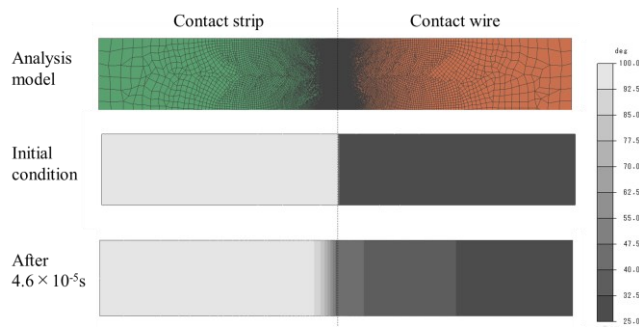 Contact strip
Contact wire
Analysis
model
Initial
condition
After
4.6 × 10-5s
deg
100.0
92.5
85.0
77.5
70.0
62.5
55.0
47.5
40.0
32.5
25.0